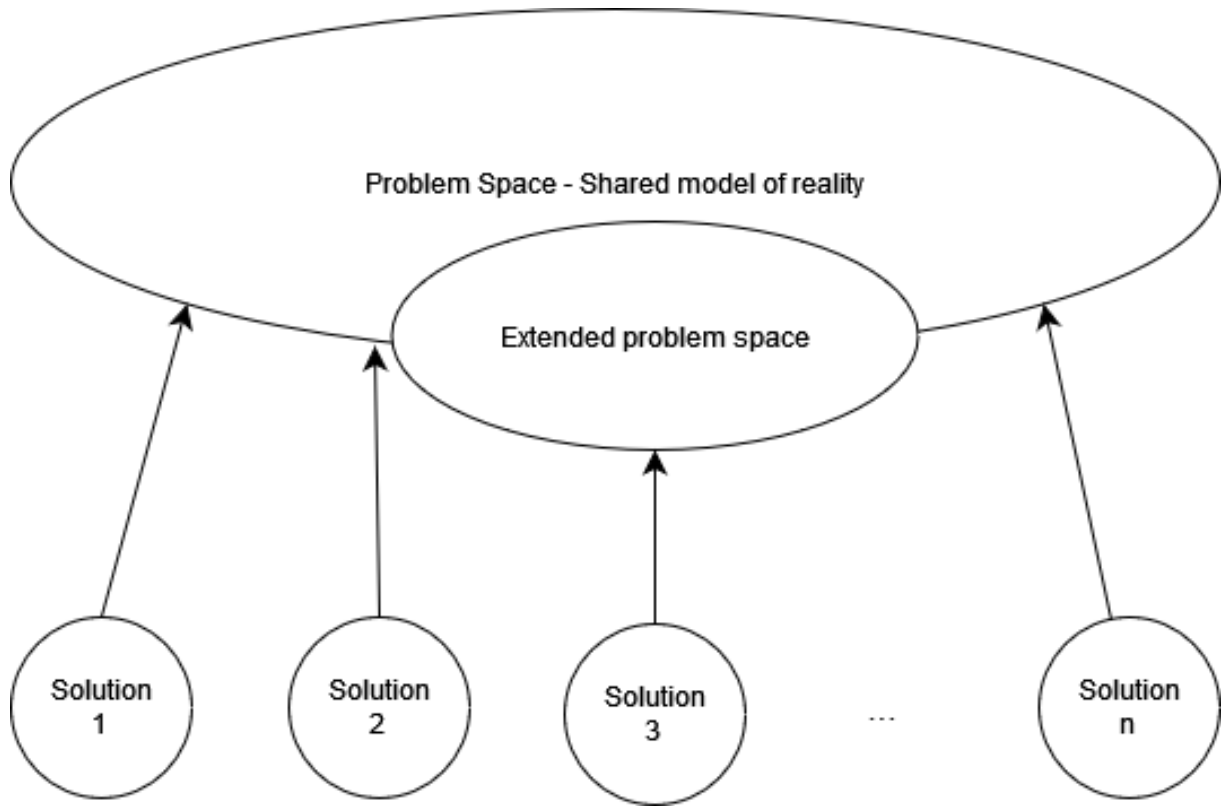 Problem Space - Shared model of reality
Extended problem space
Solution
1
Solution
2
Solution
3
...
Solution
n